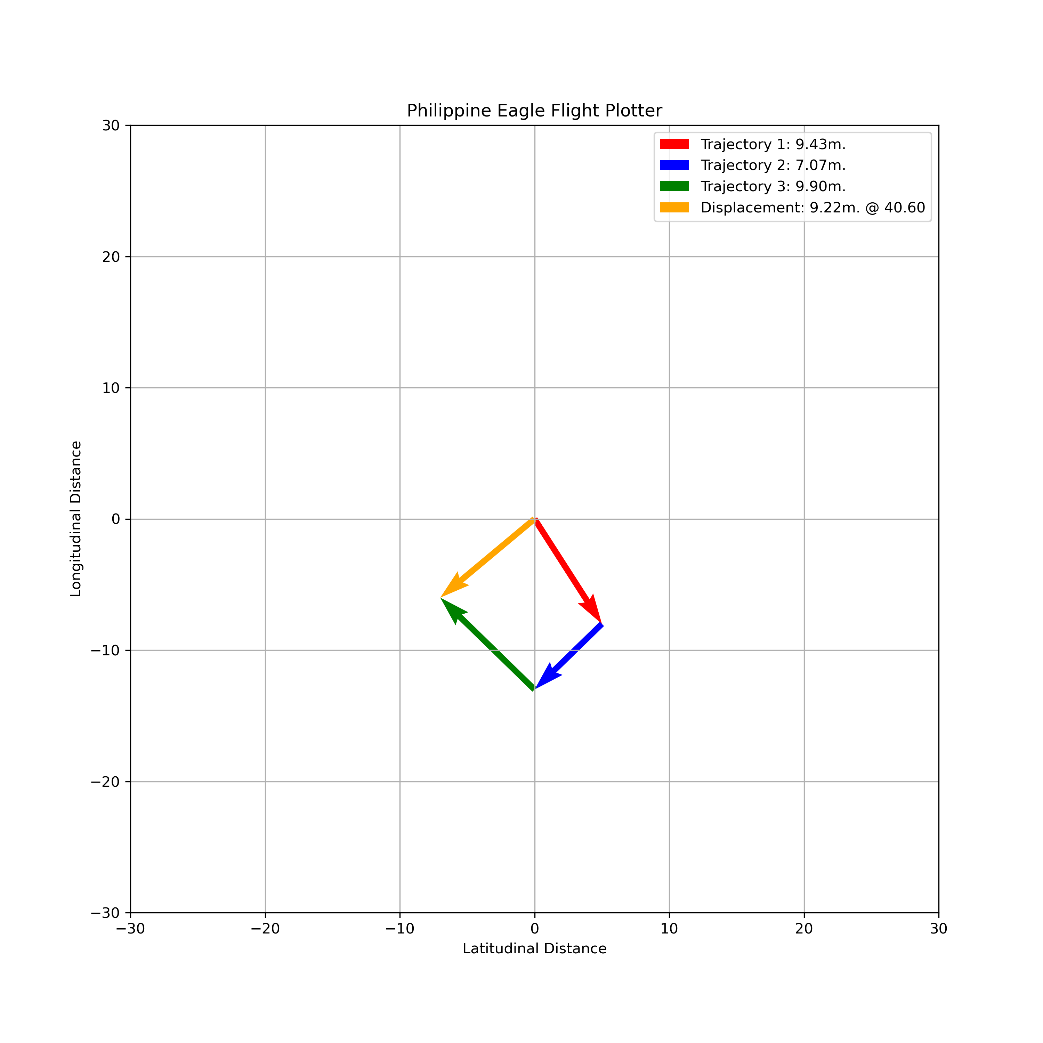 Philippine Eagle Flight Plotter
30
20
10
0
−10
−20
−30
Longitudinal Distance
Trajectory 1: 9.43m.
Trajectory 2: 7.07m.
Trajectory 3: 9.90m.
Displacement: 9.22m. @ 40.60
−30 −20 −10 0 10 20 30
Latitudinal Distance